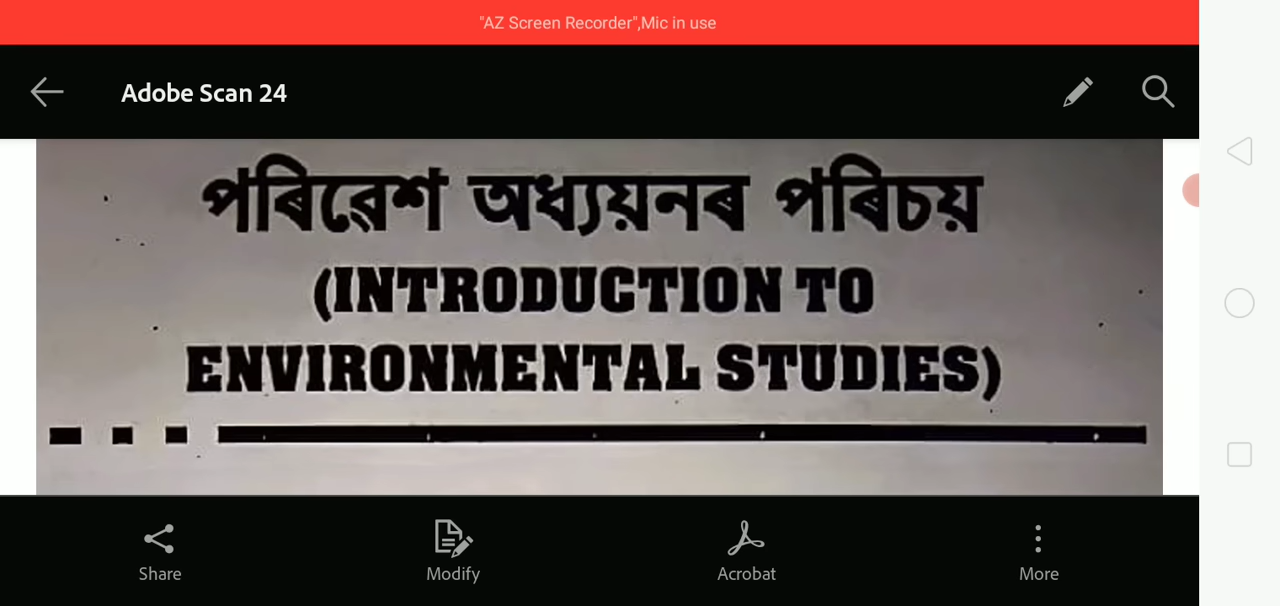 "AZ Screen Recorder",Mic in use
Adobe Scan 24
পৰিৱেশ অধ্যয়নৰ পৰিচয়
(INTRODUCTION TO
ENVIRONMENTAL STUDIES)
Share Modify Acrobat More